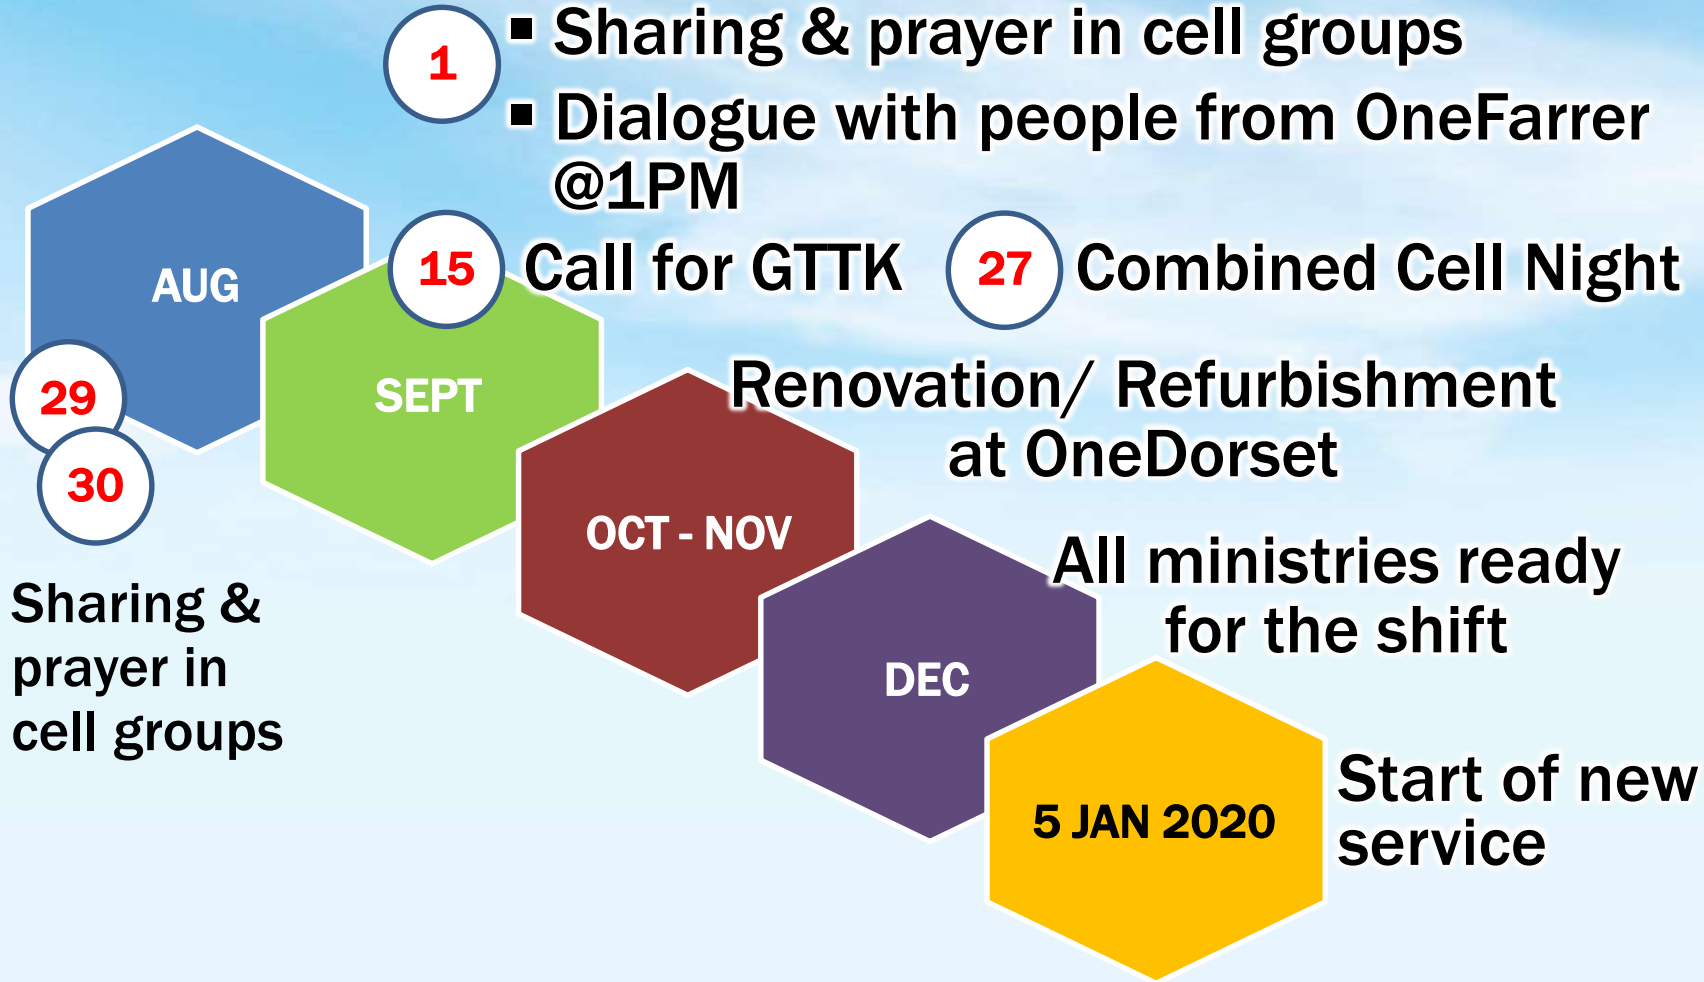 1
▪ Sharing & prayer in cell groups
▪ Dialogue with people from OneFarrer
@1PM
AUG
15 Call for GTTK
27 Combined Cell Night
29
30
Sharing &
prayer in
cell groups
SEPT
Renovation/ Refurbishment
at OneDorset
OCT - NOV
All ministries ready
for the shift
DEC
5 JAN 2020
Start of new
service